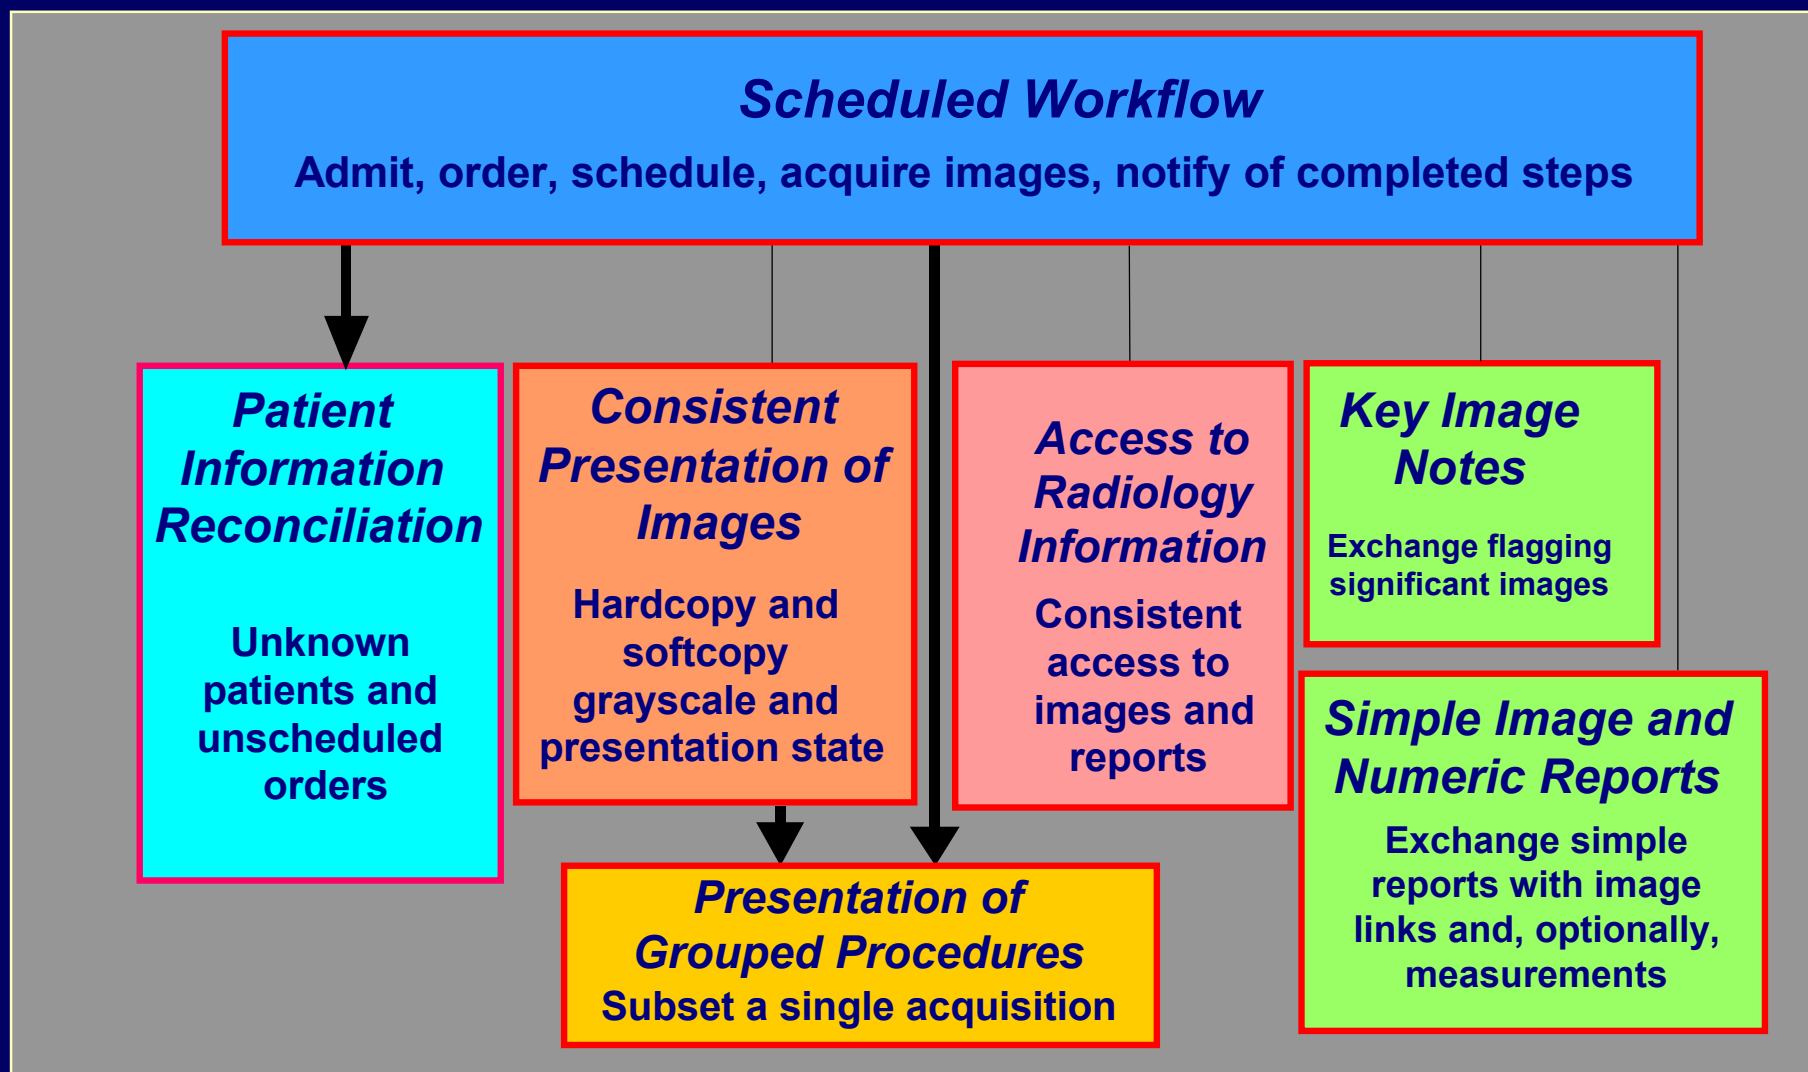 Scheduled Workflow
Admit, order, schedule, acquire images, notify of completed steps
Patient
Information
Reconciliation
Unknown
patients and
unscheduled
orders
Consistent
Presentation of
Images
Hardcopy and
softcopy
grayscale and
presentation state
Access to
Radiology
Information
Consistent
access to
images and
reports
Key Image
Notes
Exchange flagging
significant images
Simple Image and
Numeric Reports
Exchange simple
reports with image
links and, optionally,
measurements
Presentation of
Grouped Procedures
Subset a single acquisition